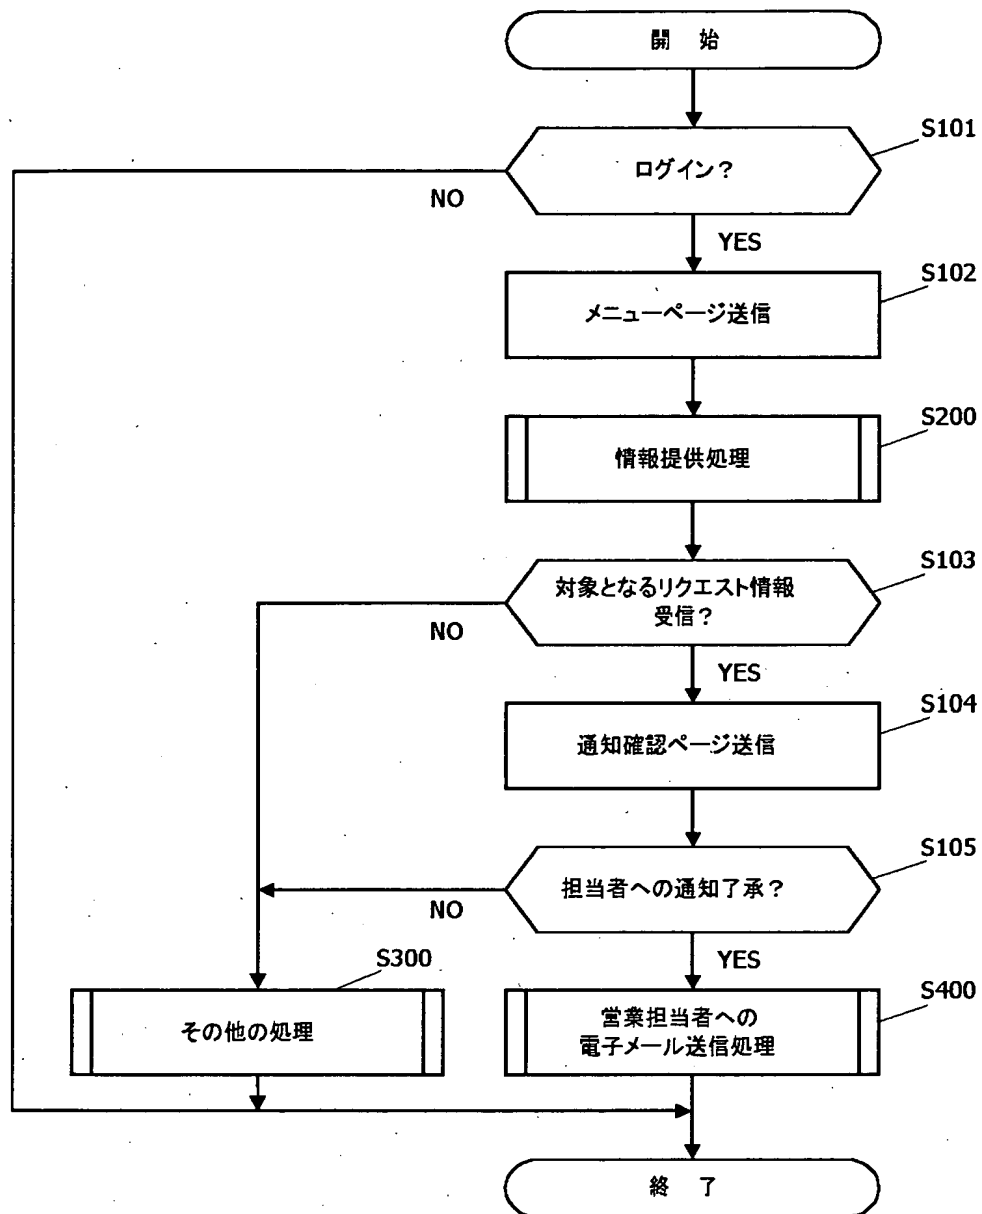 開 始
S101
ログイン？
NO
YES
S102
メニューページ送信
S200
情報提供処理
S103
対象となるリクエスト情報
受信？
NO
YES
S104
通知確認ページ送信
S105
担当者への通知了承？
NO
YES
S300
その他の処理
S400
営業担当者への
電子メール送信処理
終 了